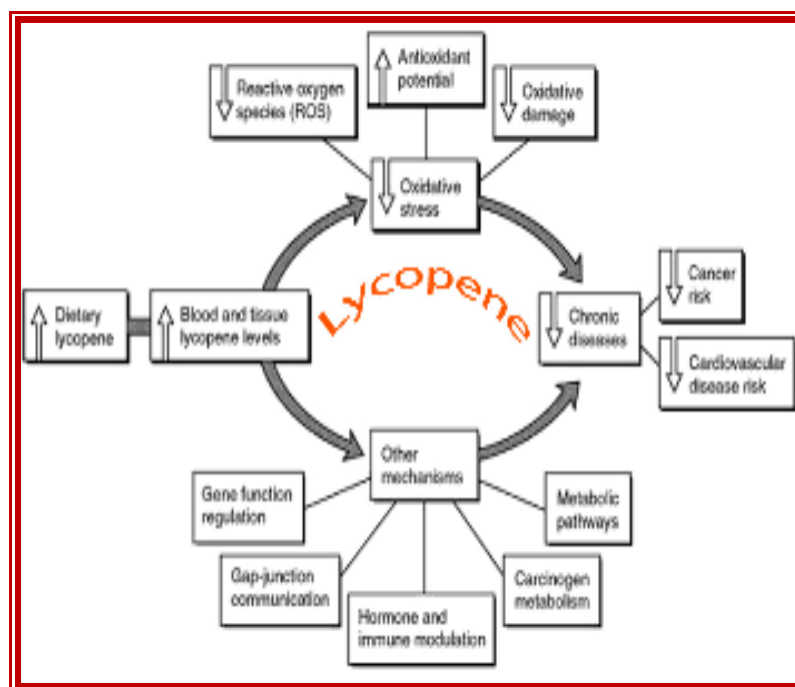 Antioxidant
potential
Reactive oxygen
species (ROS)
Oxidative
damage
Oxidative
stress
Lycopene
Dietary
lycopene
Blood and tissue
lycopene levels
Chronic
diseases
Cancer
risk
Cardiovascular
disease risk
Other
mechanisms
Gene function
regulation
Metabolic
pathways
Gap-junction
communication
Carcinogen
metabolism
Hormone and
immune modulation